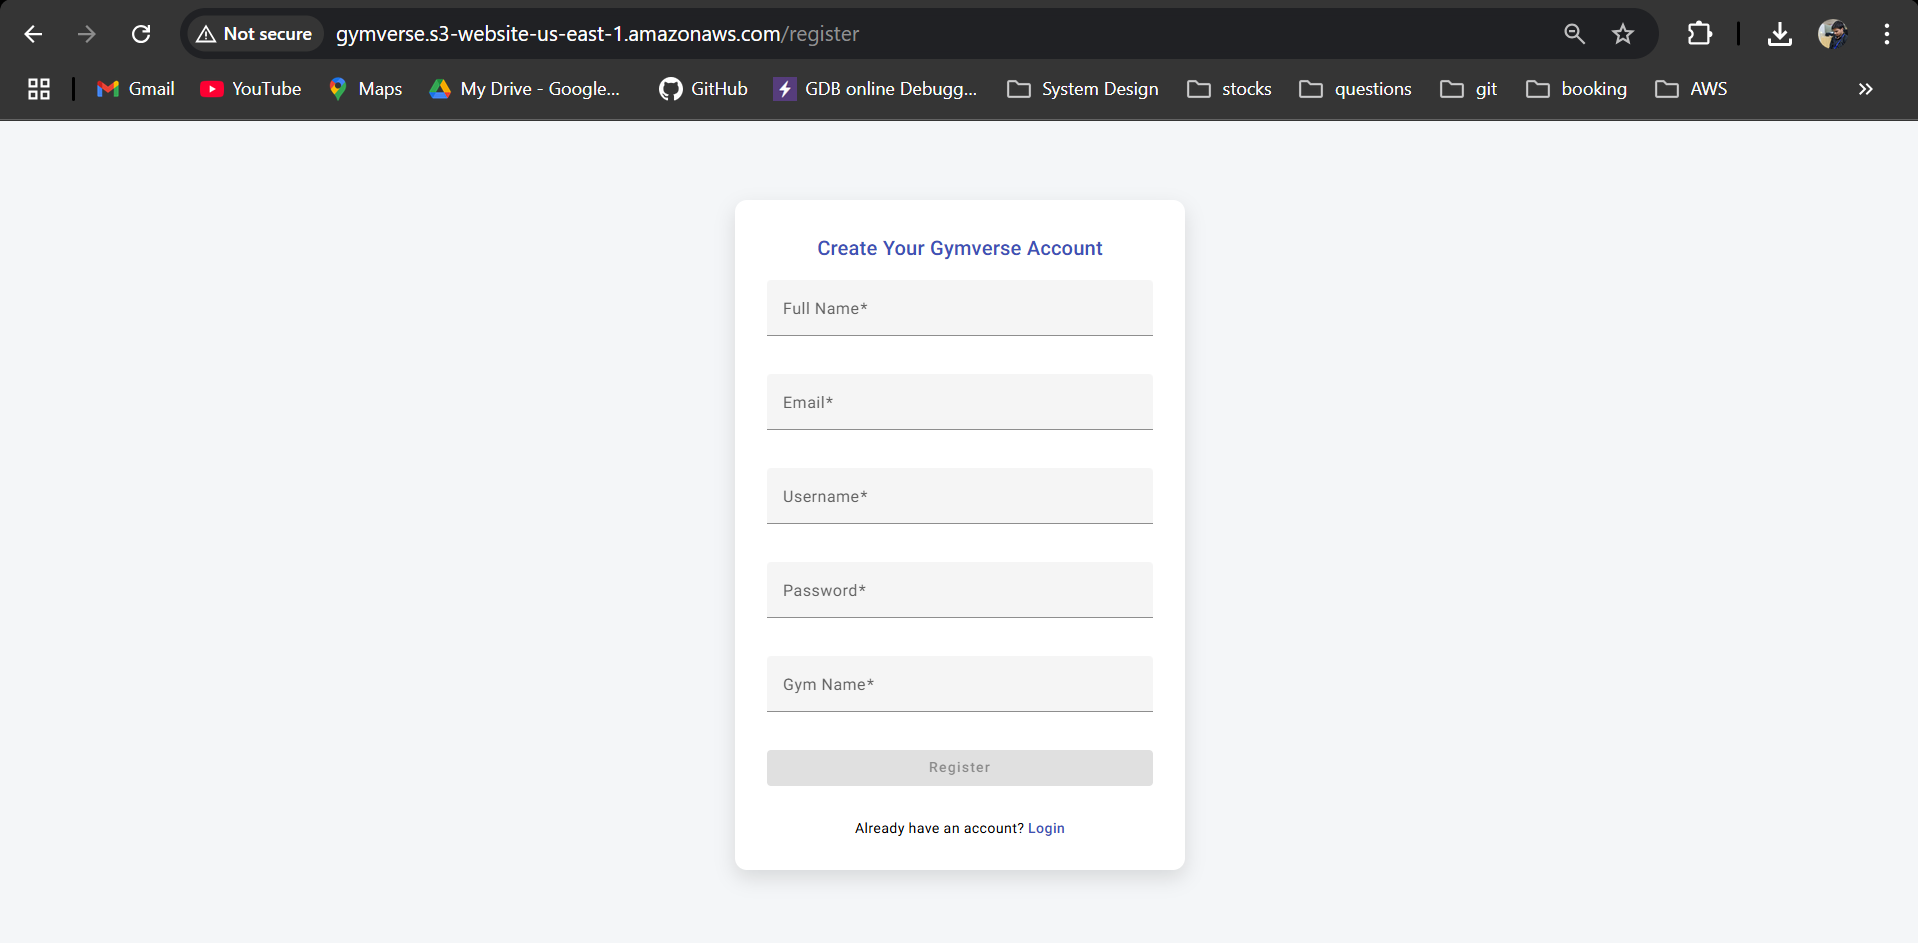 Not secure gymverse.s3-website-us-east-1.amazonaws.com/register
Gmail YouTube Maps My Drive - Google... GitHub GDB online Debugg... System Design stocks questions git booking AWS
Create Your Gymverse Account
Full Name*
Email*
Username*
Password*
Gym Name*
Register
Already have an account? Login